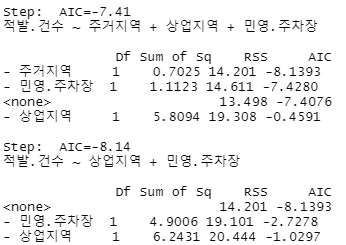 Step:  AIC=-7.41
적발.건수 ~ 주거지역 + 상업지역 + 민영.주차장
Df Sum of Sq    RSS     AIC
- 주거지역    1    0.7025 14.201 -8.1393
- 민영.주차장  1    1.1123 14.611 -7.4280
<none>                    13.498 -7.4076
- 상업지역    1    5.8094 19.308 -0.4591
Step:  AIC=-8.14
적발.건수 ~ 상업지역 + 민영.주차장
Df Sum of Sq    RSS     AIC
<none>                    14.201 -8.1393
- 민영.주차장  1    4.9006 19.101 -2.7278
- 상업지역    1    6.2431 20.444 -1.0297